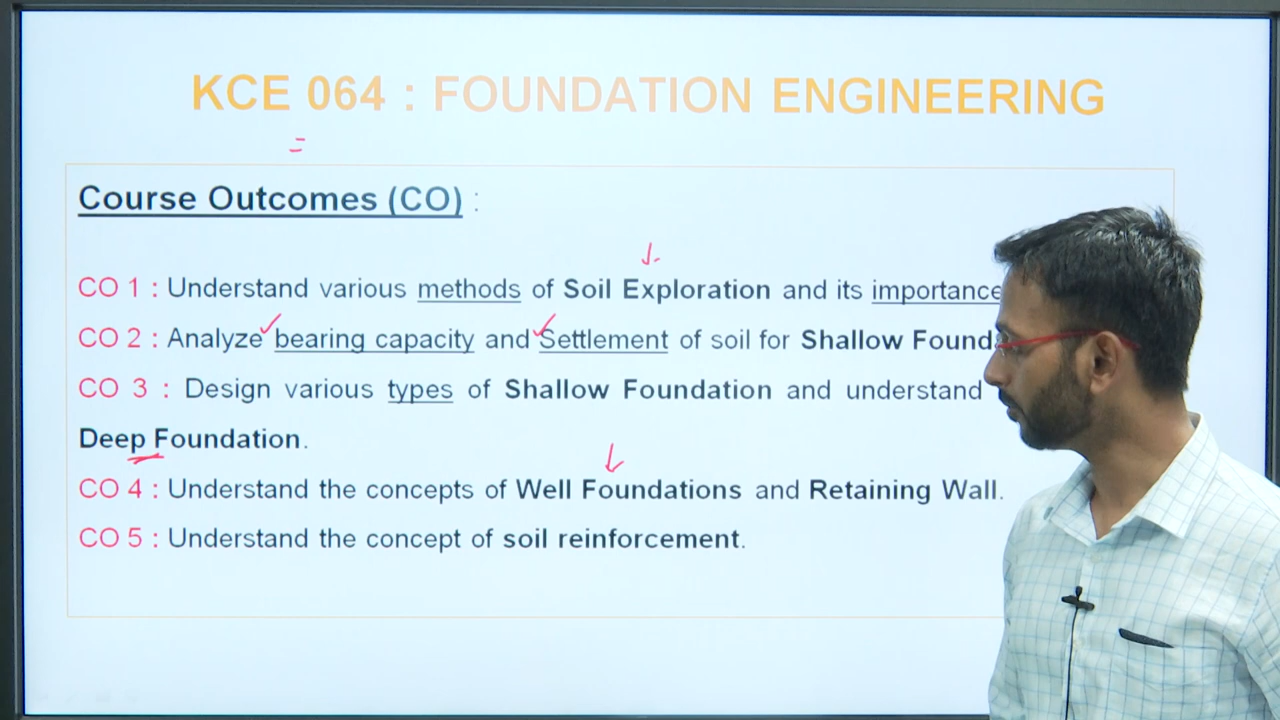 KCE 064 : FOUNDATION ENGINEERING
Course Outcomes (CO) :
CO 1 : Understand various methods of Soil Exploration and its importance
CO 2 : Analyze bearing capacity and Settlement of soil for Shallow
CO 3 : Design various types of Shallow Foundation and understand
Deep Foundation.
CO 4 : Understand the concepts of Well Foundations and Retaining Wall.
CO 5 : Understand the concept of soil reinforcement.